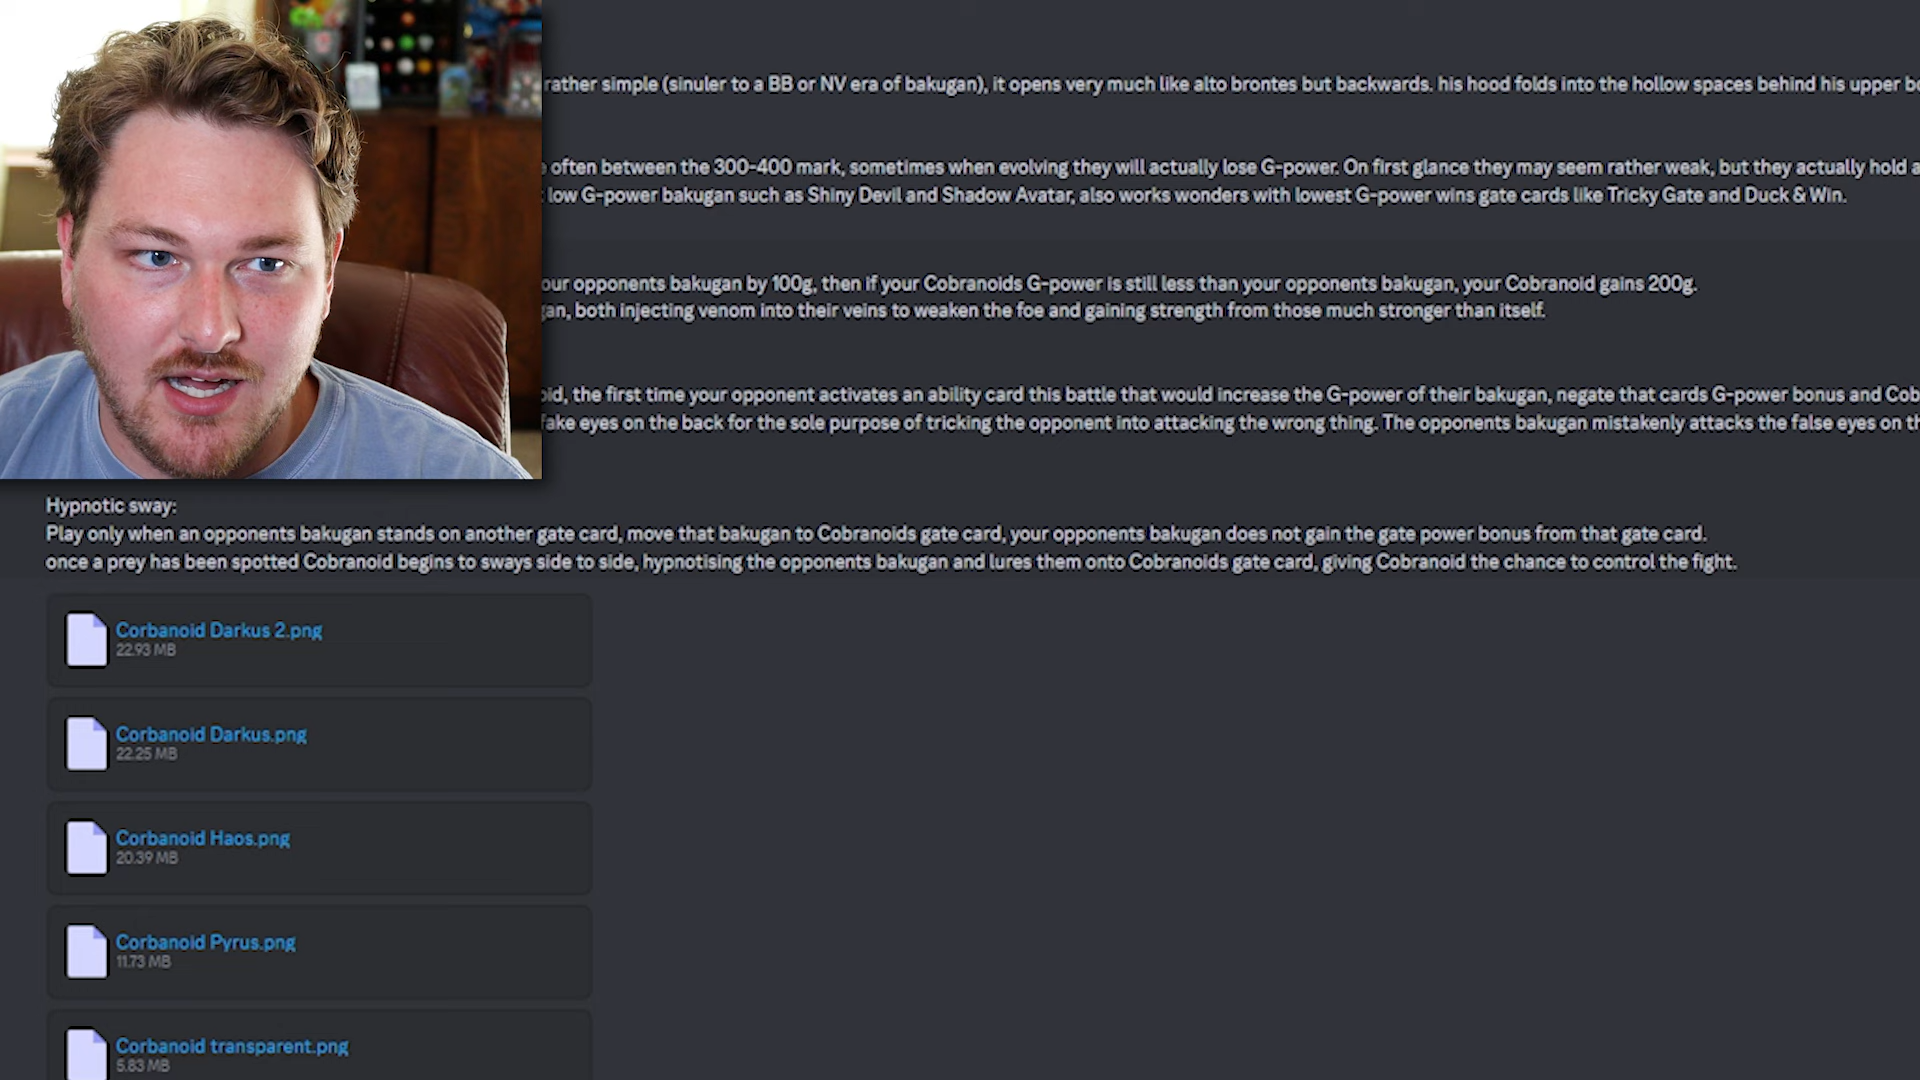 rather simple (sinuler to a BB or NV era of bakugan), it opens very much like alto brontes but backwards. his hood folds into the hollow spaces behind his upper
often between the 300-400 mark, sometimes when evolving they will actually lose G-power. On first glance they may seem rather weak, but they actually hold
low G-power bakugan such as Shiny Devil and Shadow Avatar, also works wonders with lowest G-power wins gate cards like Tricky Gate and Duck & Win.
opponents bakugan by 100g, then if your Cobranoids G-power is still less than your opponents bakugan, your Cobranoid gains 200g.
both injecting venom into their veins to weaken the foe and gaining strength from those much stronger than itself.
the first time your opponent activates an ability card this battle that would increase the G-power of their bakugan, negate that cards G-power bonus and
eyes on the back for the sole purpose of tricking the opponent into attacking the wrong thing. The opponents bakugan mistakenly attacks the false eyes on
Hypnotic sway:
Play only when an opponents bakugan stands on another gate card, move that bakugan to Cobranoids gate card, your opponents bakugan does not gain the gate power bonus from that gate card.
once a prey has been spotted Cobranoid begins to sways side to side, hypnotising the opponents bakugan and lures them onto Cobranoids gate card, giving Cobranoid the chance to control the fight.
Corbanoid Darkus 2.png
22.93 MB
Corbanoid Darkus.png
22.25 MB
Corbanoid Haos.png
20.39 MB
Corbanoid Pyrus.png
11.73 MB
Corbanoid transparent.png
5.83 MB